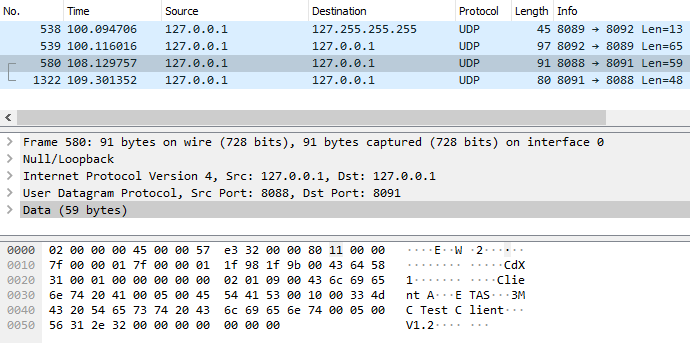 No. Time Source Destination Protocol Length Info
538 100.094706 127.0.0.1 127.255.255.255 UDP 45 8089 → 8092 Len=13
539 100.116016 127.0.0.1 127.0.0.1 UDP 97 8092 → 8089 Len=65
580 108.129757 127.0.0.1 127.0.0.1 UDP 91 8088 → 8091 Len=59
1322 109.301352 127.0.0.1 127.0.0.1 UDP 80 8091 → 8088 Len=48
Frame 580: 91 bytes on wire (728 bits), 91 bytes captured (728 bits) on interface 0
Null/Loopback
Internet Protocol Version 4, Src: 127.0.0.1, Dst: 127.0.0.1
User Datagram Protocol, Src Port: 8088, Dst Port: 8091
Data (59 bytes)
0000 02 00 00 00 45 00 00 57 e3 32 00 00 80 11 00 00 ····E··W ·2······
0010 7f 00 00 01 7f 00 00 01 1f 98 1f 9b 00 43 64 58 ········ ·····CdX
0020 31 00 01 00 00 00 00 00 02 01 09 00 43 6c 69 65 1······· ····Clie
0030 6e 74 20 41 00 05 00 45 54 41 53 00 10 00 33 4d nt A···E TAS···3M
0040 43 20 54 65 73 74 20 43 6c 69 65 6e 74 00 05 00 C Test C lient···
0050 56 31 2e 32 00 00 00 00 00 00 00 V1.2···· ···